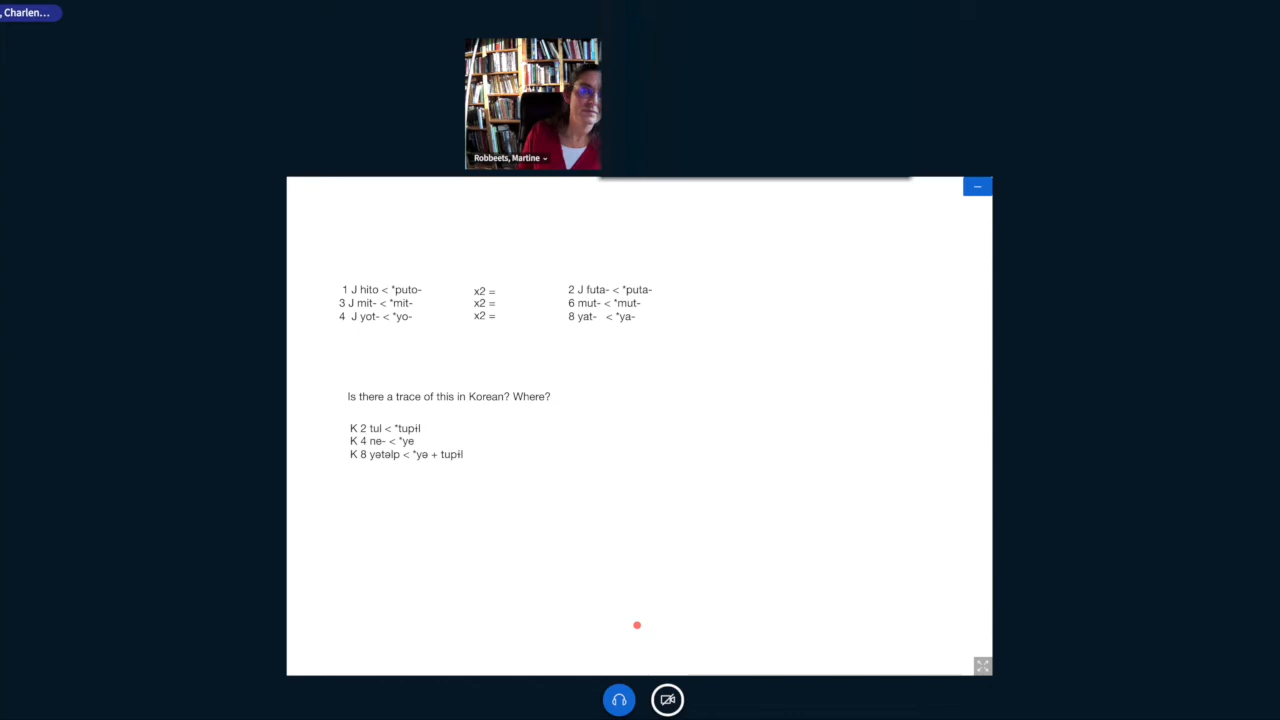 , Charlen...
Robbeets, Martine
1 J hito < *puto- x2 = 2 J futa- < *puta-
3 J mit- < *mit- x2 = 6 mut- < *mut-
4 J yot- < *yo- x2 = 8 yat- < *ya-
Is there a trace of this in Korean? Where?
K 2 tul < *tupɨl
K 4 ne- < *ye
K 8 yətəlp < *yə + tupɨl